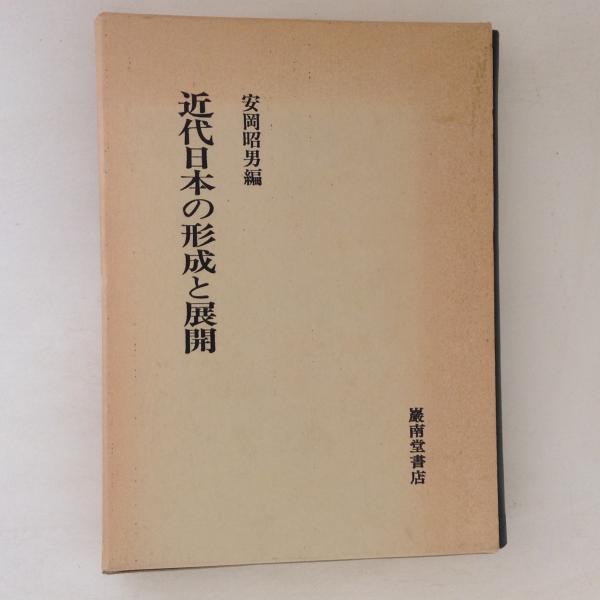 近代日本の形成と展開
安岡昭男編
巖南堂書店